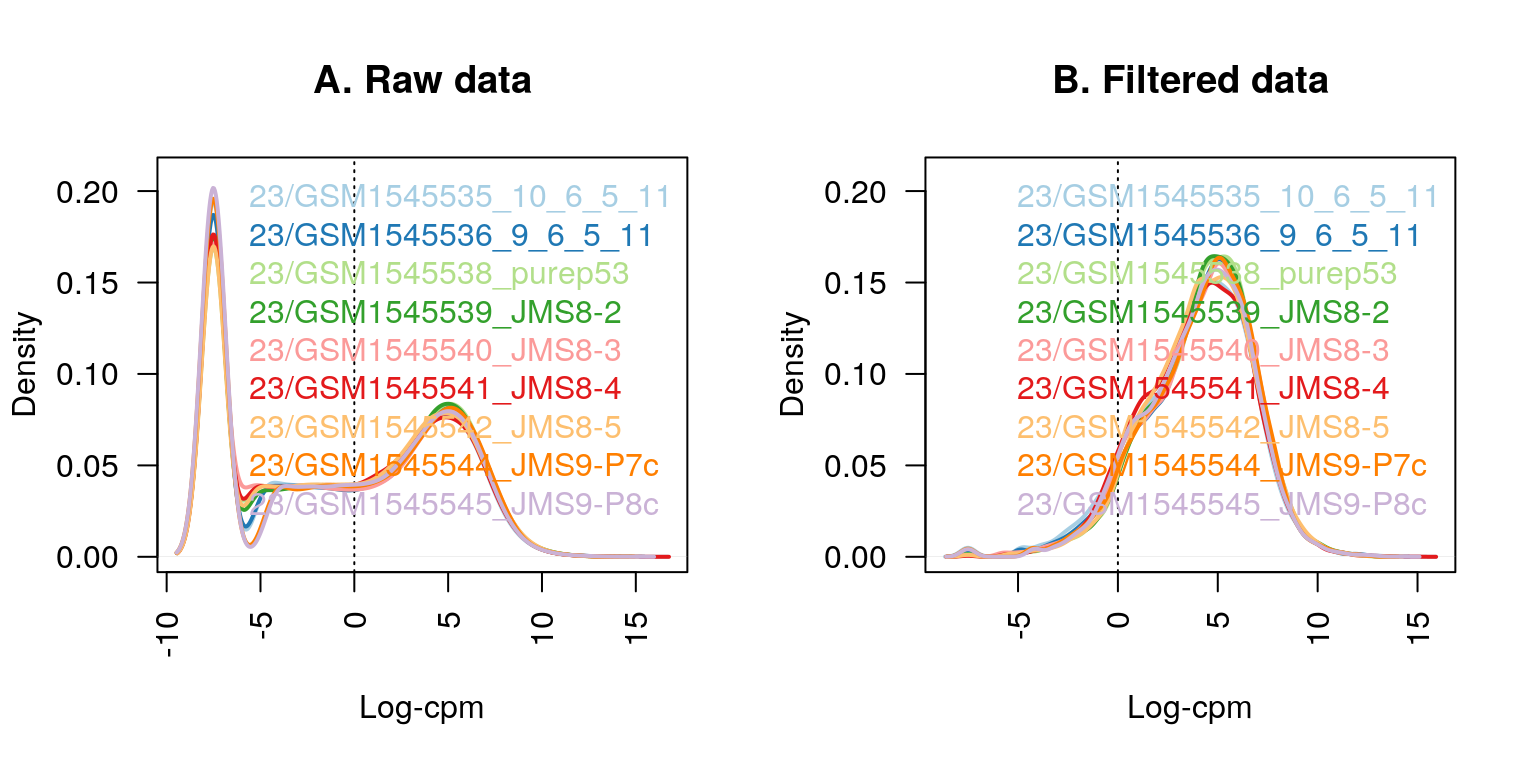 A. Raw data
Density
0.20
0.15
0.10
0.05
0.00
23/GSM1545535_10_6_5_11
23/GSM1545536_9_6_5_11
23/GSM1545538_purep53
23/GSM1545539_JMS8-2
23/GSM1545540_JMS8-3
23/GSM1545541_JMS8-4
23/GSM1545542_JMS8-5
23/GSM1545544_JMS9-P7c
23/GSM1545545_JMS9-P8c
-10
-5
0
5
10
15
Log-cpm
B. Filtered data
Density
0.20
0.15
0.10
0.05
0.00
23/GSM1545535_10_6_5_11
23/GSM1545536_9_6_5_11
23/GSM1545538_purep53
23/GSM1545539_JMS8-2
23/GSM1545540_JMS8-3
23/GSM1545541_JMS8-4
23/GSM1545542_JMS8-5
23/GSM1545544_JMS9-P7c
23/GSM1545545_JMS9-P8c
-5
0
5
10
15
Log-cpm